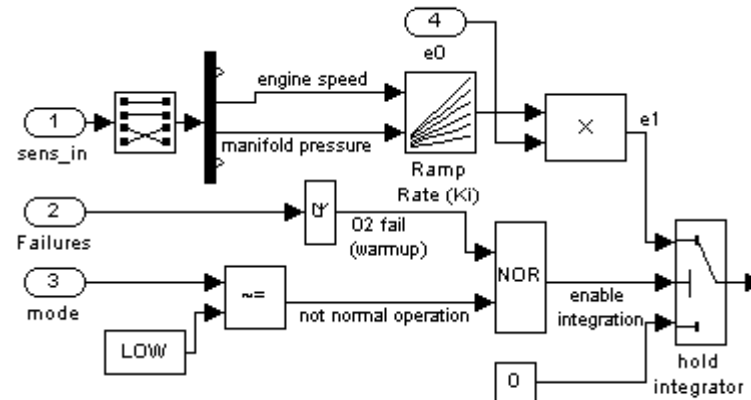 4
e0
engine speed
1
sens_in
manifold pressure
×
e1
Ramp
Rate (Ki)
2
Failures
O2 fail
(warmup)
3
mode
~=
not normal operation
NOR
enable
integration
LOW
0
hold
integrator